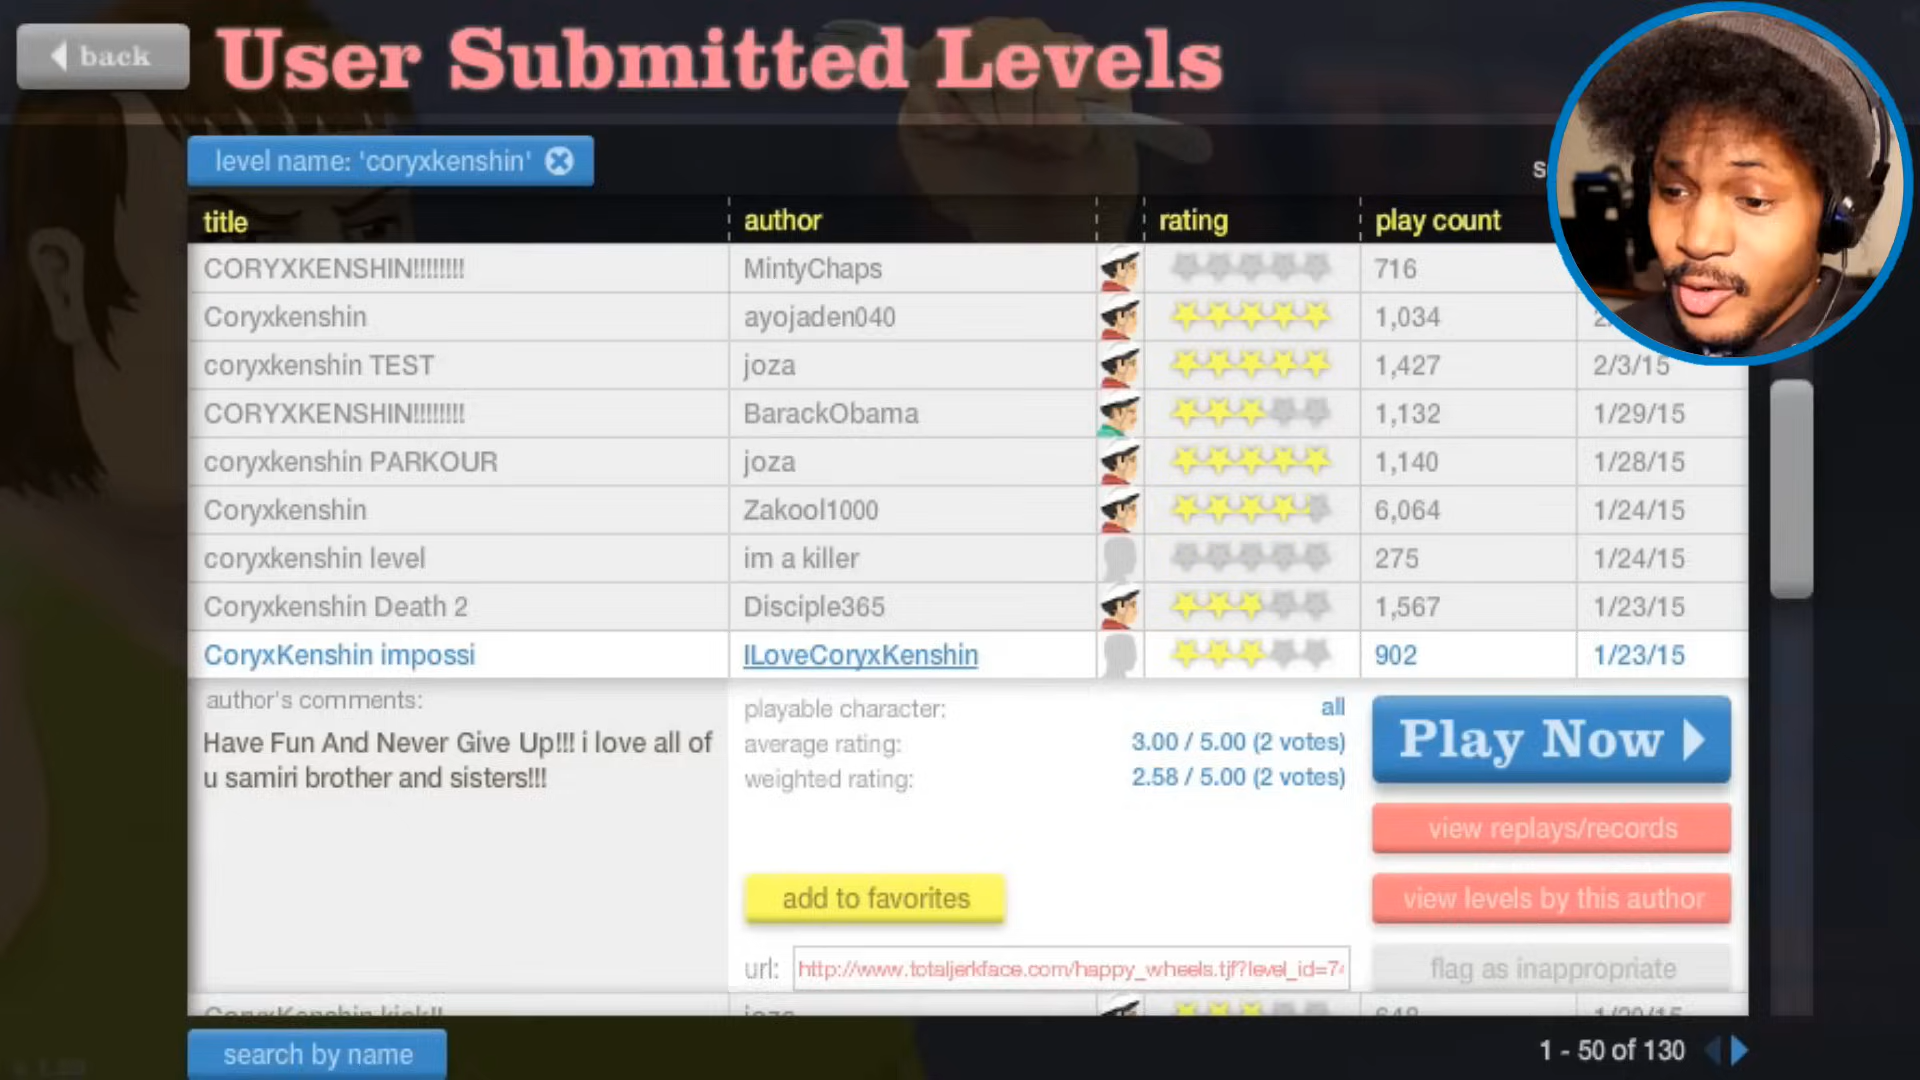 back
User Submitted Levels
level name: 'coryxkenshin'
title author rating play count
CORYXKENSHIN!!!!!!!! MintyChaps 716
Coryxkenshin ayojaden040 1,034
coryxkenshin TEST joza 1,427 2/3/15
CORYXKENSHIN!!!!!!!! BarackObama 1,132 1/29/15
coryxkenshin PARKOUR joza 1,140 1/28/15
Coryxkenshin Zakool1000 6,064 1/24/15
coryxkenshin level im a killer 275 1/24/15
Coryxkenshin Death 2 Disciple365 1,567 1/23/15
CoryxKenshin impossi ILoveCoryxKenshin 902 1/23/15
author's comments:
Have Fun And Never Give Up!!! i love all of
u samiri brother and sisters!!!
playable character: all
average rating: 3.00 / 5.00 (2 votes)
weighted rating: 2.58 / 5.00 (2 votes)
Play Now
view replays/records
add to favorites
view levels by this author
url: http://www.totaljerkface.com/happy_wheels.tjf?level_id=7
flag as inappropriate
CoryxKenshin kick!! joza
search by name
1 - 50 of 130